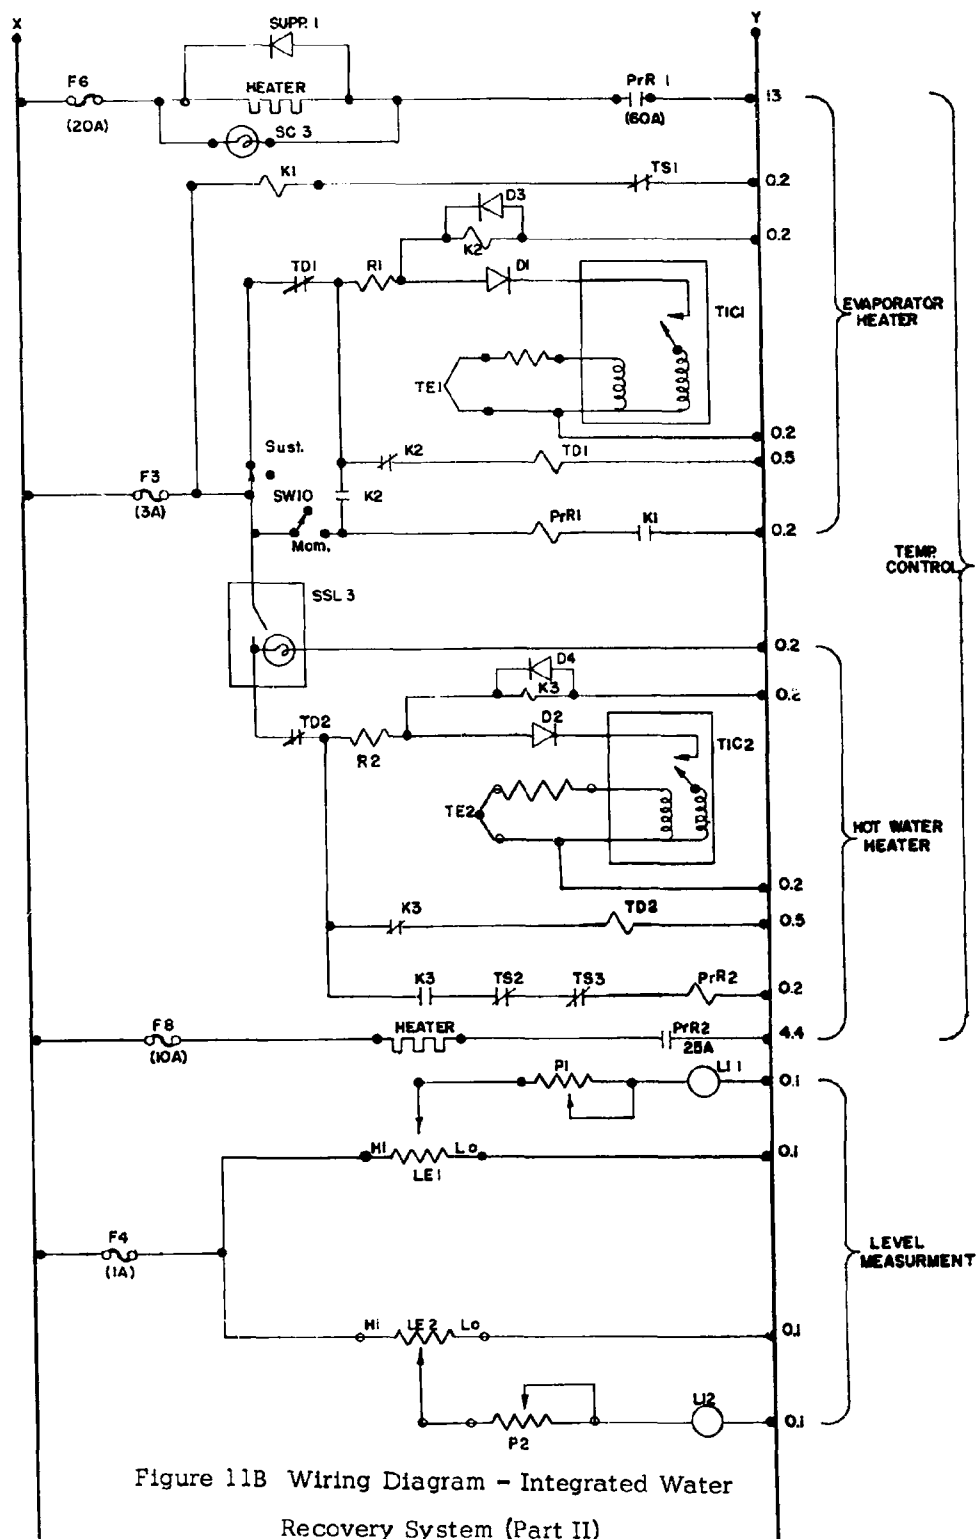 X
Y
SUPP. 1
F6
HEATER
PrR 1
13
(20A)
(60A)
SC 3
K1
TS1
0.2
D3
0.2
K2
TD1
R1
D1
TIC1
EVAPORATOR
HEATER
TE1
0.2
Sust.
K2
TD1
0.5
F3
SW10
K2
(3A)
PrR1
K1
0.2
Mom.
TEMP.
CONTROL
SSL 3
0.2
D4
0.2
K3
TD2
D2
TIC2
R2
TE2
HOT WATER
HEATER
0.2
K3
TD2
0.5
K3
TS2
TS3
PrR2
0.2
F8
HEATER
PrR2
4.4
(10A)
25A
P1
LI 1
0.1
Hi
Lo
0.1
LE 1
F4
(1A)
LEVEL
MEASURMENT
Hi
LE 2
Lo
0.1
LI2
0.1
P2
Figure 11B Wiring Diagram - Integrated Water
Recovery System (Part II)